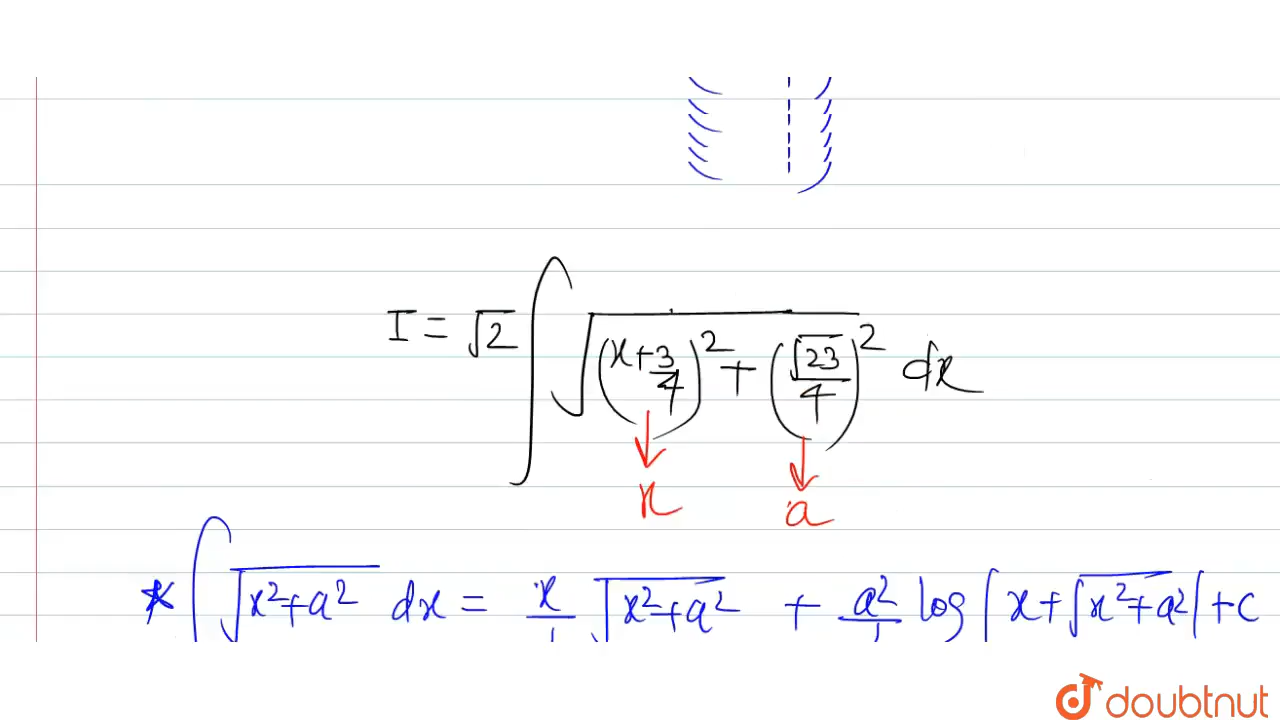 I = √2 ∫ √((x+3/4)² + (√23/4)²) dx
x a
* ∫ √(x²+a²) dx = x/ √(x²+a²) + a²/ log|x+√(x²+a²)|+c
doubtnut